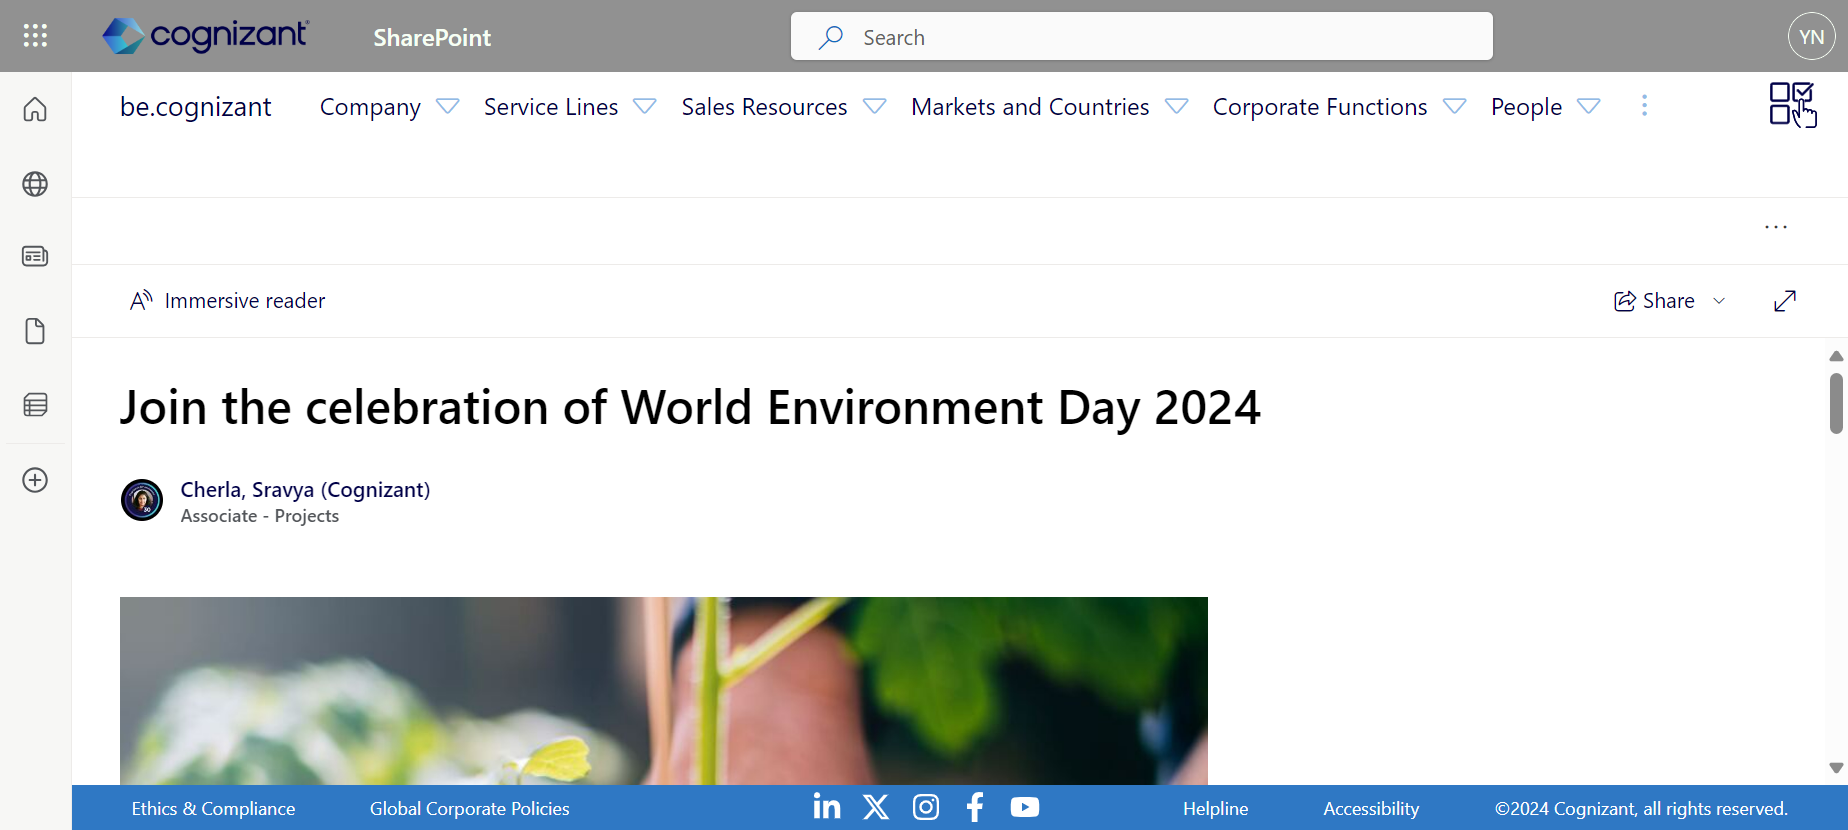 cognizant
SharePoint
Search
YN
be.cognizant
Company
Service Lines
Sales Resources
Markets and Countries
Corporate Functions
People
Immersive reader
Share
Join the celebration of World Environment Day 2024
Cherla, Sravya (Cognizant)
Associate - Projects
Ethics & Compliance
Global Corporate Policies
Helpline
Accessibility
©2024 Cognizant, all rights reserved.